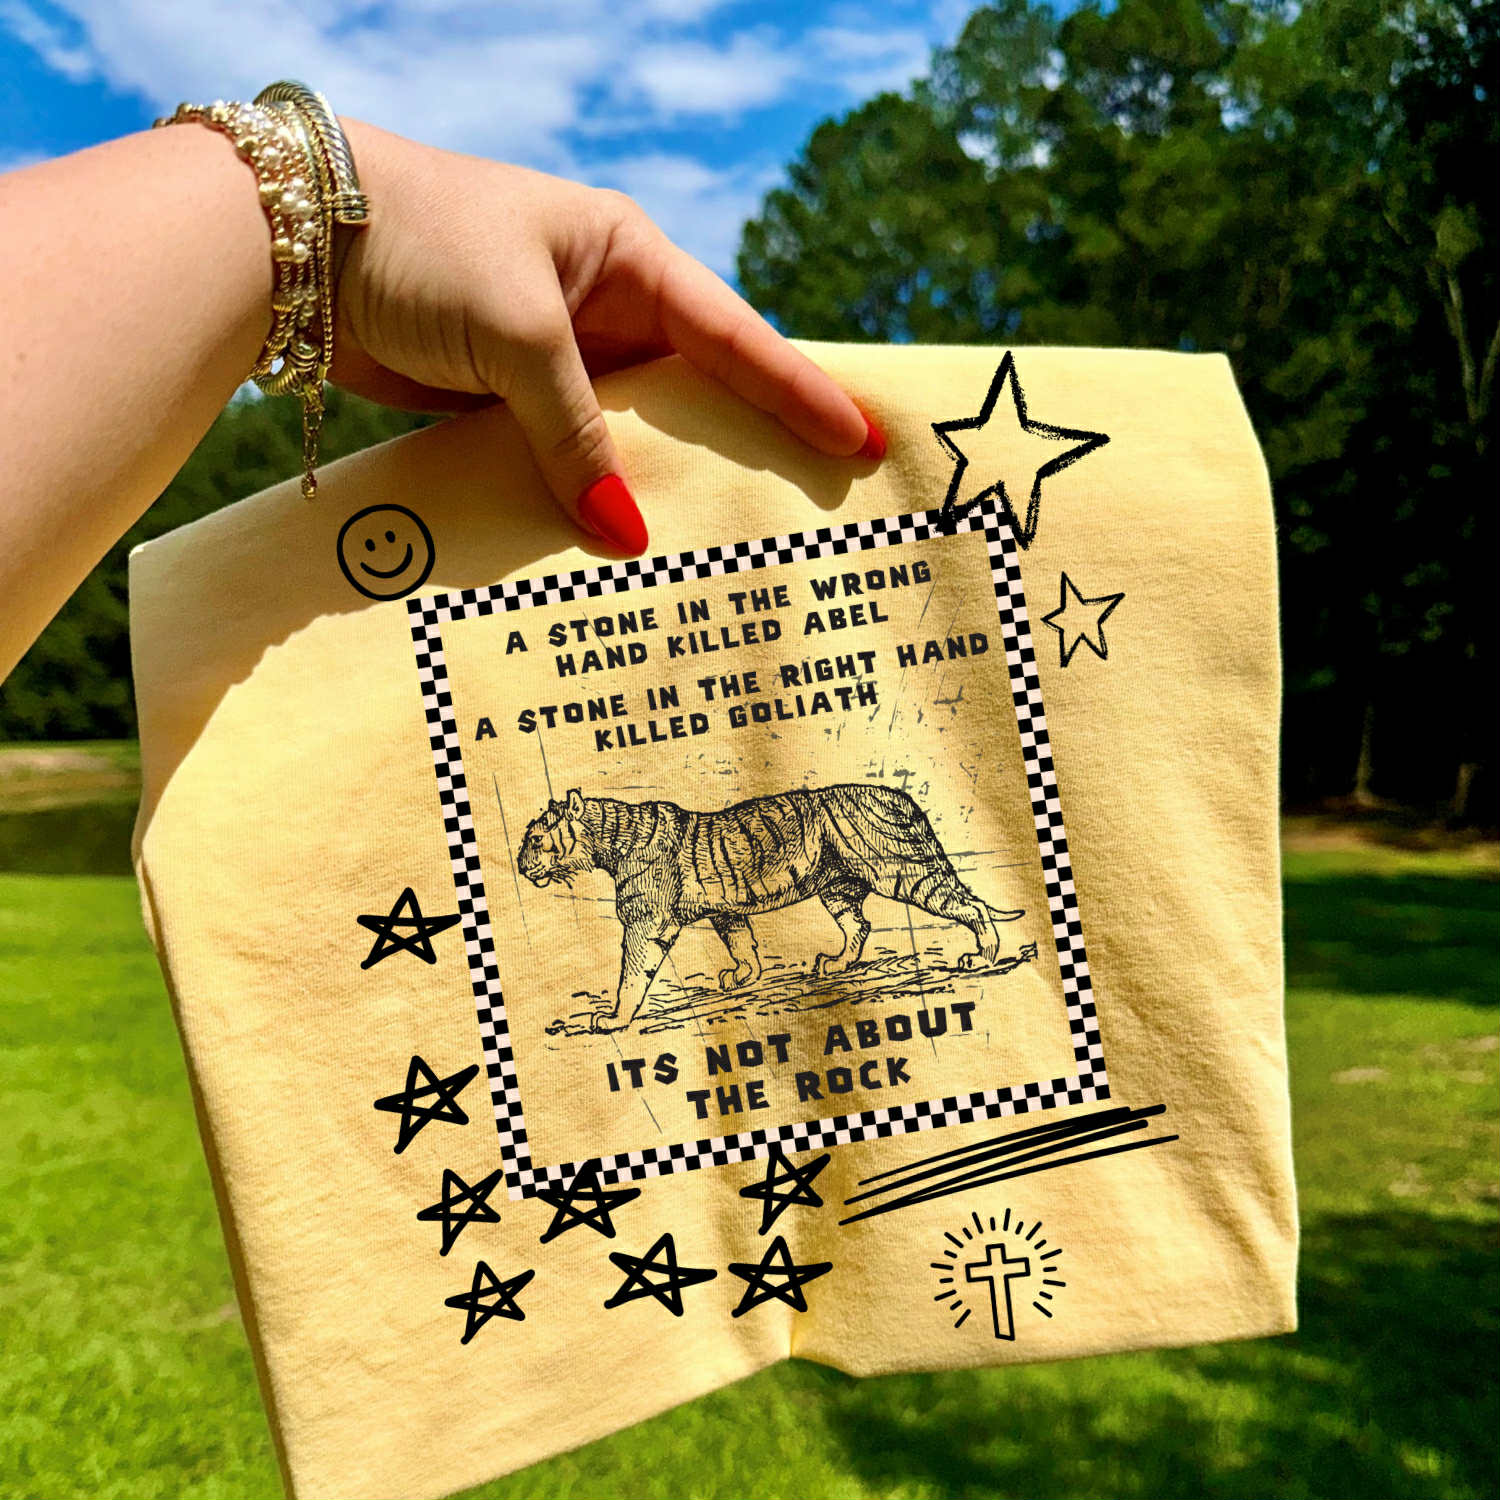 A STONE IN THE WRONG
HAND KILLED ABEL
A STONE IN THE RIGHT HAND
KILLED GOLIATH
ITS NOT ABOUT
THE ROCK